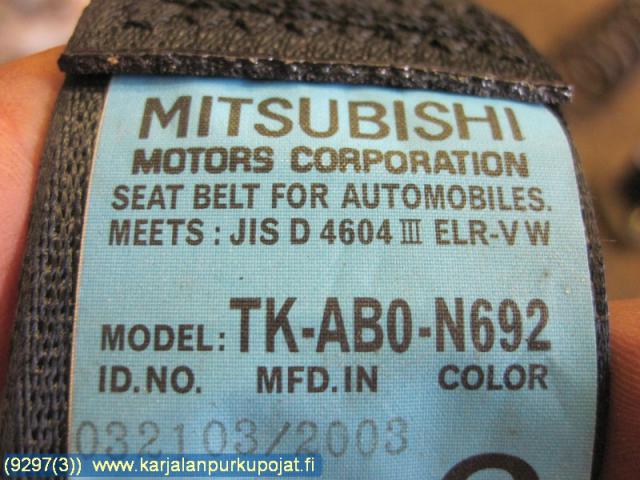 MITSUBISHI
MOTORS CORPORATION
SEAT BELT FOR AUTOMOBILES.
MEETS : JIS D 4604 III ELR-V W
MODEL: TK-AB0-N692
ID.NO. MFD.IN COLOR
032103/2003
(9297(3)) www.karjalanpurkupojat.fi